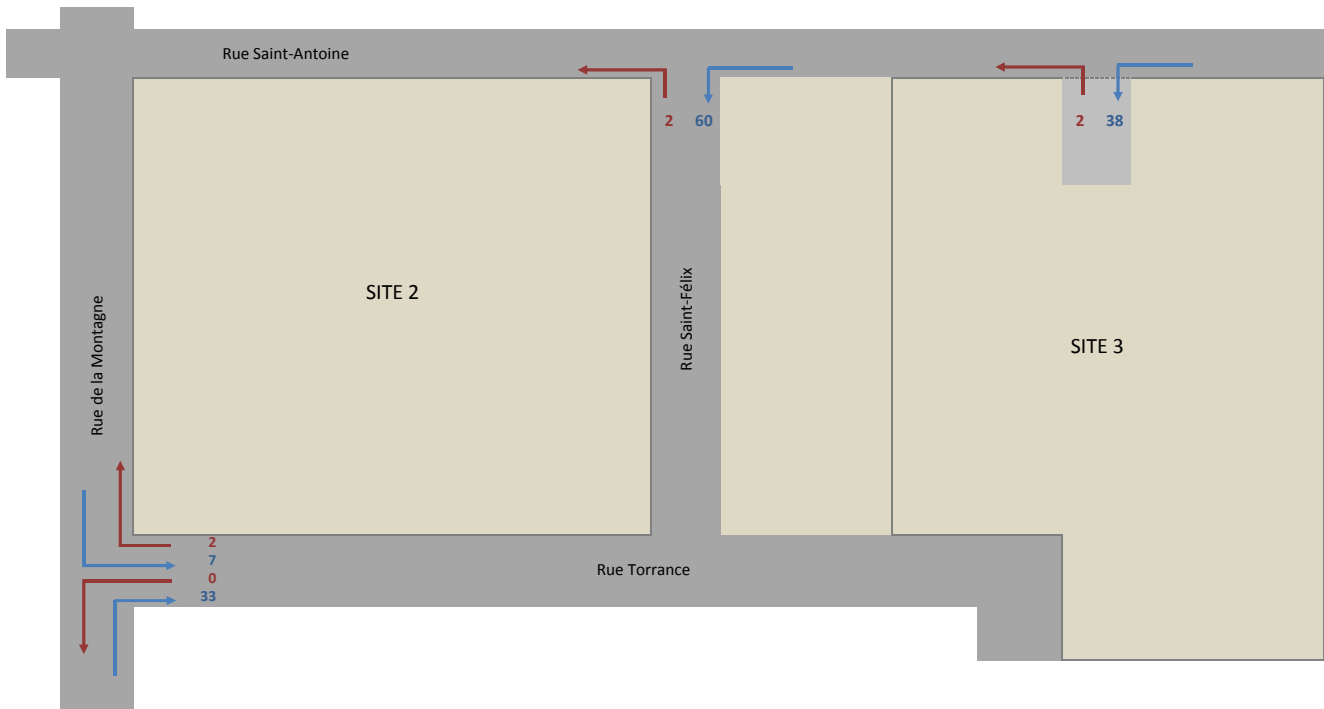 Rue Saint-Antoine
2 60
2 38
SITE 2
Rue de la Montagne
Rue Saint-Félix
SITE 3
2
7
0
33
Rue Torrance